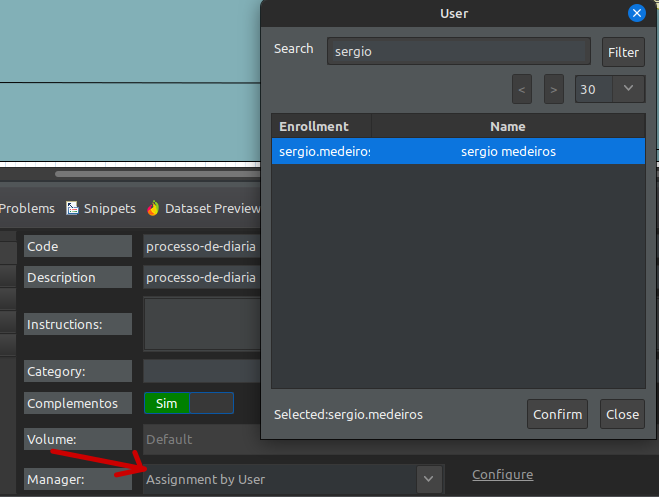 User
Search
sergio
Filter
<
>
30
Enrollment Name
sergio.medeiros sergio medeiros
Problems Snippets Dataset Preview
Code processo-de-diaria
Description processo-de-diaria
Instructions:
Category:
Complementos Sim
Selected:sergio.medeiros Confirm Close
Volume: Default
Manager: Assignment by User Configure